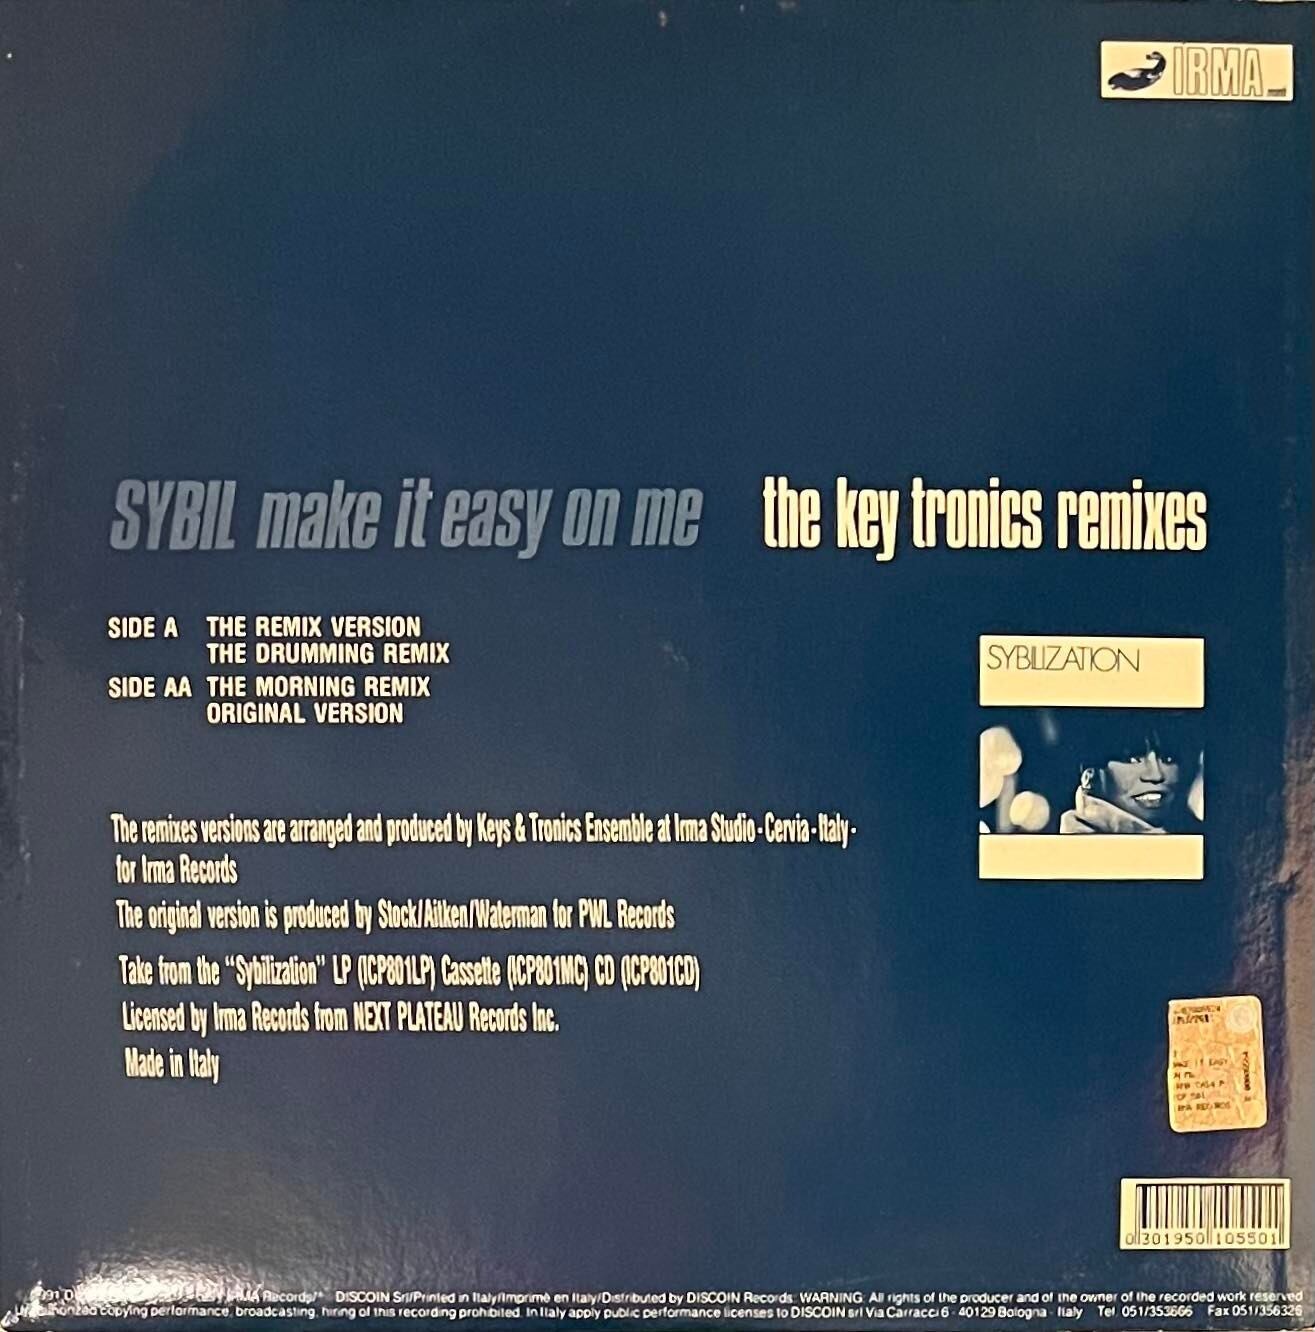 IRMA
SYBIL make it easy on me the key tronics remixes
SIDE A THE REMIX VERSION
THE DRUMMING REMIX
SIDE AA THE MORNING REMIX
ORIGINAL VERSION
SYBILIZATION
The remixes versions are arranged and produced by Keys & Tronics Ensemble at Irma Studio - Cervia - Italy -
for Irma Records
The original version is produced by Stock/Aitken/Waterman for PWL Records
Take from the “Sybilization” LP (ICP801LP) Cassette (ICP801MC) CD (ICP801CD)
Licensed by Irma Records from NEXT PLATEAU Records Inc.
Made in Italy
EASY
0 301950 105501
IRMA Records/ DISCOIN Srl/Printed in Italy/Imprimè en Italy/Distributed by DISCOIN Records. WARNING. All rights of the producer and of the owner of the recorded work reserved
copying performance, broadcasting, hiring of this recording prohibited. In Italy apply public performance licenses to DISCOIN srl Via Carracci 6 - 40129 Bologna - Italy Tel. 051/353666 Fax 051/356326